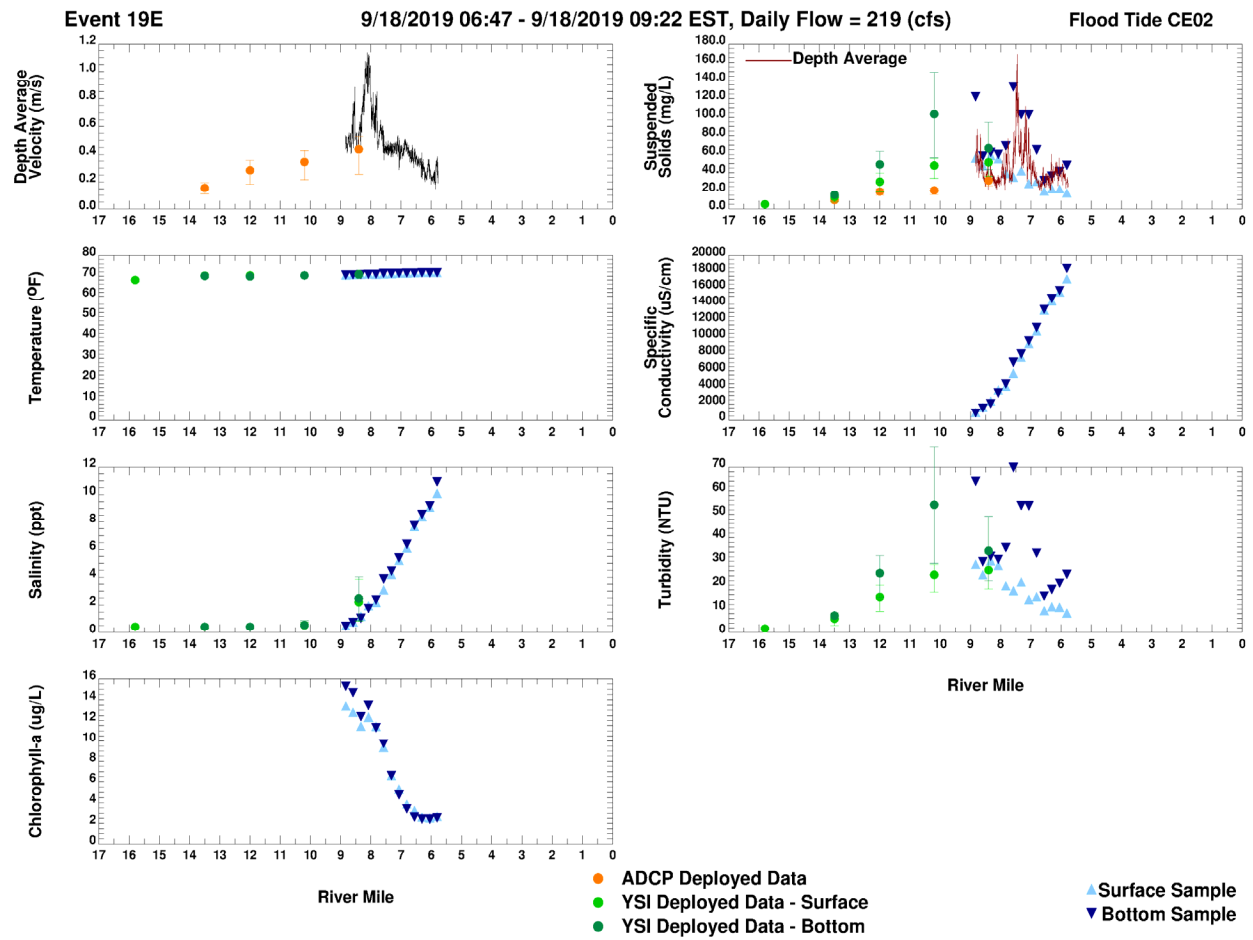 Event 19E
9/18/2019 06:47 - 9/18/2019 09:22 EST, Daily Flow = 219 (cfs)
Flood Tide CE02
Depth Average
Velocity (m/s)
1.2
1.0
0.8
0.6
0.4
0.2
0.0
17 16 15 14 13 12 11 10 9 8 7 6 5 4 3 2 1 0
Suspended
Solids (mg/L)
180.0
160.0
140.0
120.0
100.0
80.0
60.0
40.0
20.0
0.0
Depth Average
17 16 15 14 13 12 11 10 9 8 7 6 5 4 3 2 1 0
Temperature (ºF)
80
70
60
50
40
30
20
10
0
17 16 15 14 13 12 11 10 9 8 7 6 5 4 3 2 1 0
Specific
Conductivity (uS/cm)
20000
18000
16000
14000
12000
10000
8000
6000
4000
2000
0
17 16 15 14 13 12 11 10 9 8 7 6 5 4 3 2 1 0
Salinity (ppt)
12
10
8
6
4
2
0
17 16 15 14 13 12 11 10 9 8 7 6 5 4 3 2 1 0
Turbidity (NTU)
70
60
50
40
30
20
10
0
17 16 15 14 13 12 11 10 9 8 7 6 5 4 3 2 1 0
River Mile
Chlorophyll-a (ug/L)
16
14
12
10
8
6
4
2
0
17 16 15 14 13 12 11 10 9 8 7 6 5 4 3 2 1 0
River Mile
ADCP Deployed Data
YSI Deployed Data - Surface
YSI Deployed Data - Bottom
Surface Sample
Bottom Sample